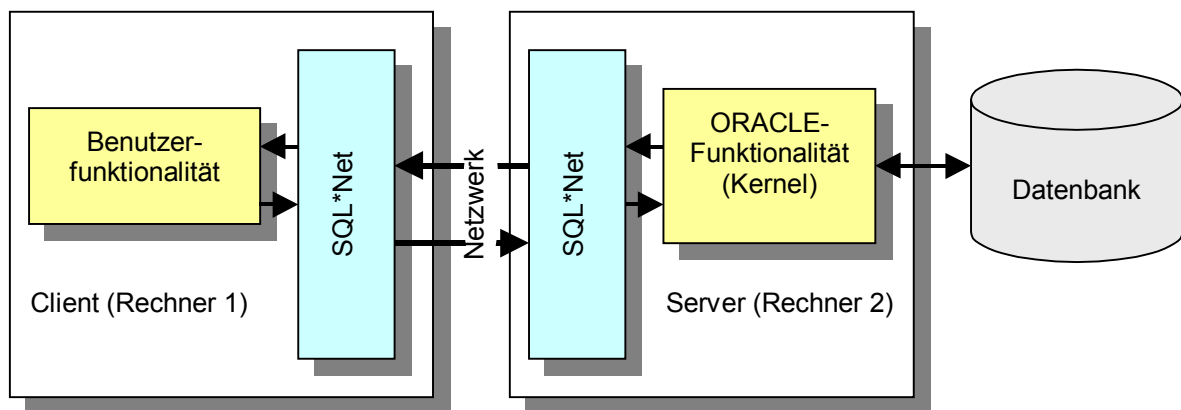 Benutzer-
funktionalität
SQL*Net
Client (Rechner 1)
Netzwerk
SQL*Net
ORACLE-
Funktionalität
(Kernel)
Server (Rechner 2)
Datenbank